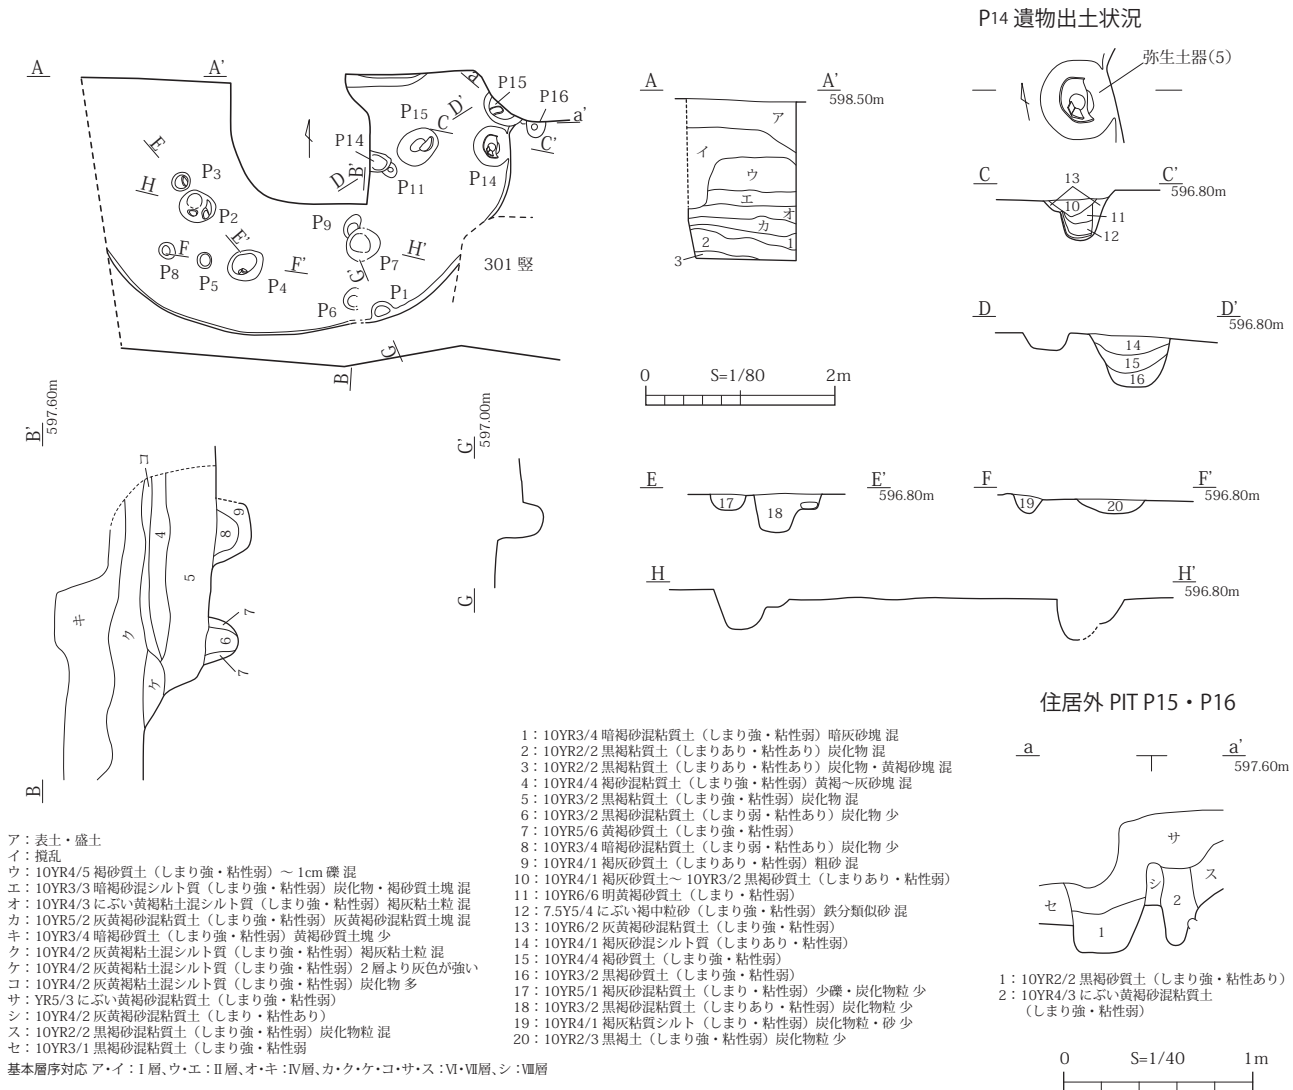 P14 遺物出土状況
弥生土器(5)
A
A'
P15
P16
a
a'
D'
C
C'
P15
P14
P14
P11
D
B'
E
H
P3
P2
P9
E'
F
P8
P5
P4
F'
H'
P7
G'
P6
P1
301 竪
G
B
A
A'
598.50m
ア
イ
ウ
エ
オ
カ
1
2
3
C
C'
596.80m
13
10
11
12
D
D'
596.80m
14
15
16
0 S=1/80 2m
B'
597.60m
コ
キ
ク
ケ
4
5
9
8
7
6
7
B
G'
597.00m
G
E
E'
596.80m
17
18
F
F'
596.80m
19
20
H
H'
596.80m
住居外 PIT P15・P16
a
a'
597.60m
サ
シ
ス
セ
1
2
1：10YR3/4 暗褐砂混粘質土（しまり強・粘性弱）暗灰砂塊 混
2：10YR2/2 黒褐粘質土（しまりあり・粘性あり）炭化物 混
3：10YR2/2 黒褐粘質土（しまりあり・粘性あり）炭化物・黄褐砂塊 混
4：10YR4/4 褐砂混粘質土（しまり強・粘性弱）黄褐～灰砂塊 混
5：10YR3/2 黒褐粘質土（しまり強・粘性弱）炭化物 混
6：10YR3/2 黒褐砂混粘質土（しまり弱・粘性あり）炭化物 少
7：10YR5/6 黄褐砂質土（しまり強・粘性弱）
8：10YR3/4 暗褐砂混粘質土（しまり弱・粘性あり）炭化物 少
9：10YR4/1 褐灰砂質土（しまりあり・粘性弱）粗砂 混
10：10YR4/1 褐灰砂質土～ 10YR3/2 黒褐砂質土（しまりあり・粘性弱）
11：10YR6/6 明黄褐砂質土（しまり・粘性弱）
12：7.5Y5/4 にぶい褐中粒砂（しまり強・粘性弱）鉄分類似砂 混
13：10YR6/2 灰黄褐砂質土（しまり強・粘性弱）
14：10YR4/1 褐灰砂混シルト質（しまりあり・粘性弱）
15：10YR4/4 褐砂質土（しまり強・粘性弱）
16：10YR3/2 黒褐砂質土（しまり強・粘性弱）
17：10YR5/1 褐灰砂混粘質土（しまり・粘性弱）少礫・炭化物粒 少
18：10YR3/2 黒褐砂混粘質土（しまりあり・粘性弱）炭化物粒 少
19：10YR4/1 褐灰粘質シルト（しまり・粘性弱）炭化物粒・砂 少
20：10YR2/3 黒褐土（しまり強・粘性弱）炭化物粒 少
ア：表土・盛土
イ：撹乱
ウ：10YR4/5 褐砂質土（しまり強・粘性弱）～ 1cm 礫 混
エ：10YR3/3 暗褐砂混シルト質（しまり強・粘性弱）炭化物・褐砂質土塊 混
オ：10YR4/3 にぶい黄褐粘土混シルト質（しまり強・粘性弱）褐灰粘土粒 混
カ：10YR5/2 灰黄褐砂混粘質土（しまり強・粘性弱）灰黄褐砂混粘質土塊 混
キ：10YR3/4 暗褐砂質土（しまり強・粘性弱）黄褐砂質土塊 少
ク：10YR4/2 灰黄褐粘土混シルト質（しまり強・粘性弱）褐灰粘土粒 混
ケ：10YR4/2 灰黄褐粘土混シルト質（しまり強・粘性弱）2 層より灰色が強い
コ：10YR4/2 灰黄褐粘土混シルト質（しまり強・粘性弱）炭化物 多
サ：YR5/3 にぶい黄褐砂混粘質土（しまり強・粘性弱）
シ：10YR4/2 灰黄褐砂混粘質土（しまり・粘性あり）
ス：10YR2/2 黒褐砂混粘質土（しまり強・粘性弱）炭化物粒 混
セ：10YR3/1 黒褐砂混粘質土（しまり強・粘性弱
基本層序対応 ア・イ：Ⅰ層、ウ・エ：Ⅱ層、オ・キ：Ⅳ層、カ・ク・ケ・コ・サ・ス：Ⅵ・Ⅶ層、シ：Ⅷ層
1：10YR2/2 黒褐砂質土（しまり強・粘性あり）
2：10YR4/3 にぶい黄褐砂混粘質土
（しまり強・粘性弱）
0 S=1/40 1m